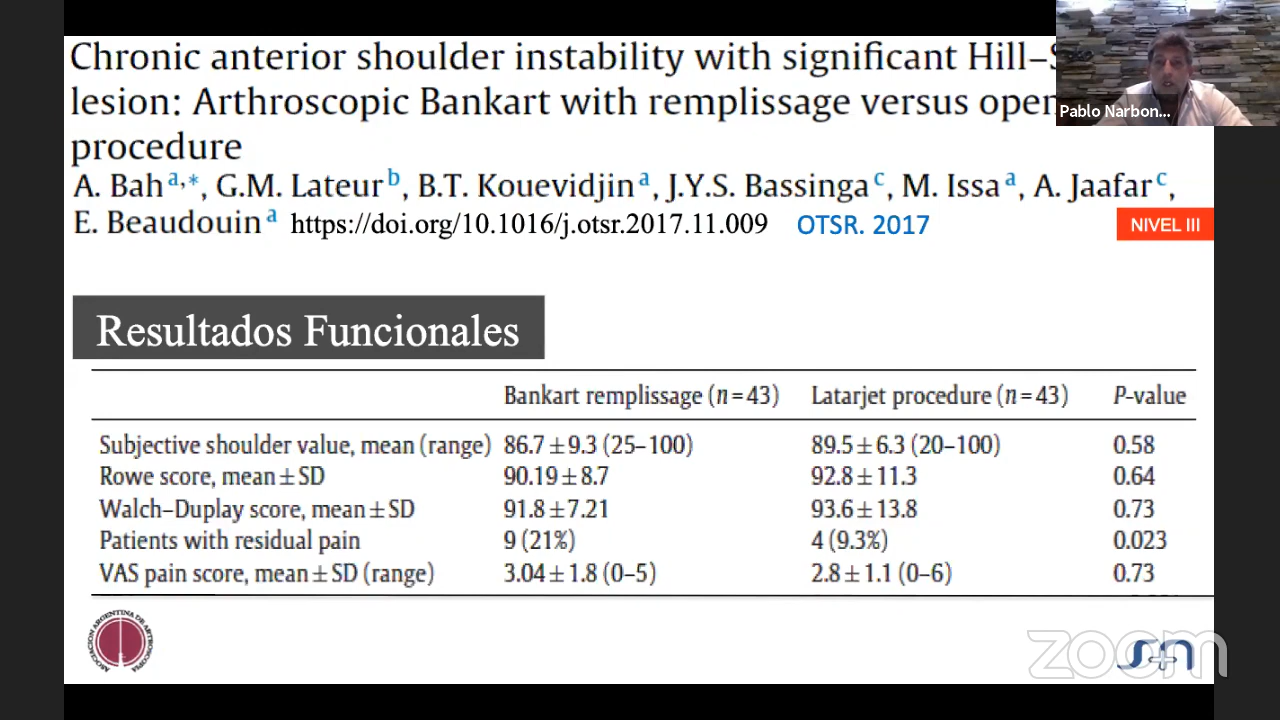 Chronic anterior shoulder instability with significant Hill–S
lesion: Arthroscopic Bankart with remplissage versus open
procedure
A. Bah a,*, G.M. Lateur b, B.T. Kouevidjin a, J.Y.S. Bassinga c, M. Issa a, A. Jaafar c,
E. Beaudouin a https://doi.org/10.1016/j.otsr.2017.11.009 OTSR. 2017
NIVEL III
Pablo Narbon...
Resultados Funcionales
Bankart remplissage (n=43) Latarjet procedure (n=43) P-value
Subjective shoulder value, mean (range) 86.7±9.3 (25–100) 89.5±6.3 (20–100) 0.58
Rowe score, mean±SD 90.19±8.7 92.8±11.3 0.64
Walch–Duplay score, mean±SD 91.8±7.21 93.6±13.8 0.73
Patients with residual pain 9 (21%) 4 (9.3%) 0.023
VAS pain score, mean±SD (range) 3.04±1.8 (0–5) 2.8±1.1 (0–6) 0.73
ASOCIACION ARGENTINA DE ARTROSCOPIA
zoom
s+n